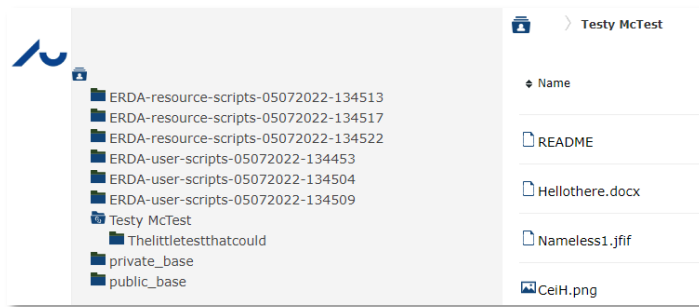 Testy McTest
Name
ERDA-resource-scripts-05072022-134513
ERDA-resource-scripts-05072022-134517
ERDA-resource-scripts-05072022-134522
ERDA-user-scripts-05072022-134453
ERDA-user-scripts-05072022-134504
ERDA-user-scripts-05072022-134509
Testy McTest
Thelittletestthatcould
private_base
public_base
README
Hellothere.docx
Nameless1.jfif
CeiH.png